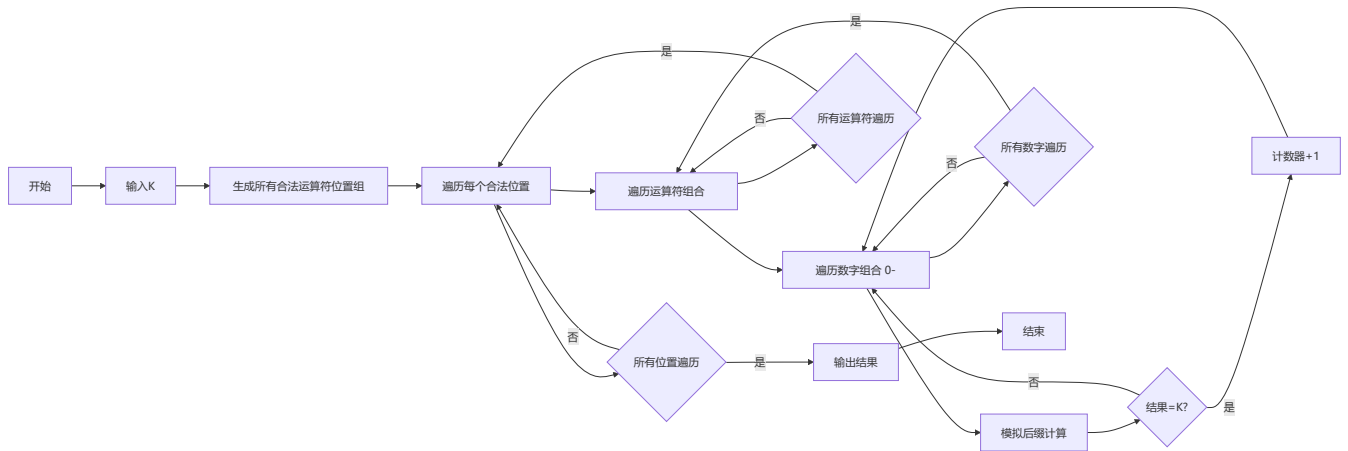 开始
输入K
生成所有合法运算符位置组
遍历每个合法位置
遍历运算符组合
所有运算符遍历
是
否
所有数字遍历
是
否
遍历数字组合 0-
计数器+1
所有位置遍历
否
是
输出结果
结束
模拟后缀计算
结果=K?
否
是